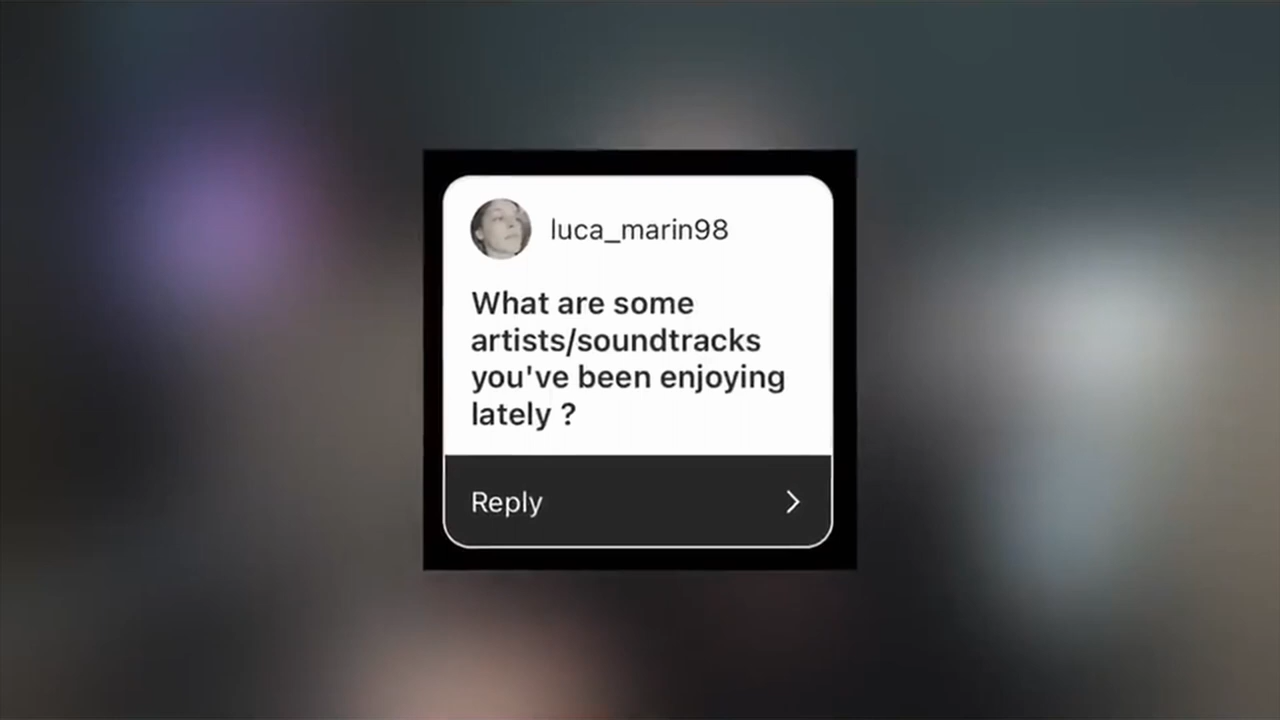 luca_marin98
What are some
artists/soundtracks
you've been enjoying
lately ?
Reply